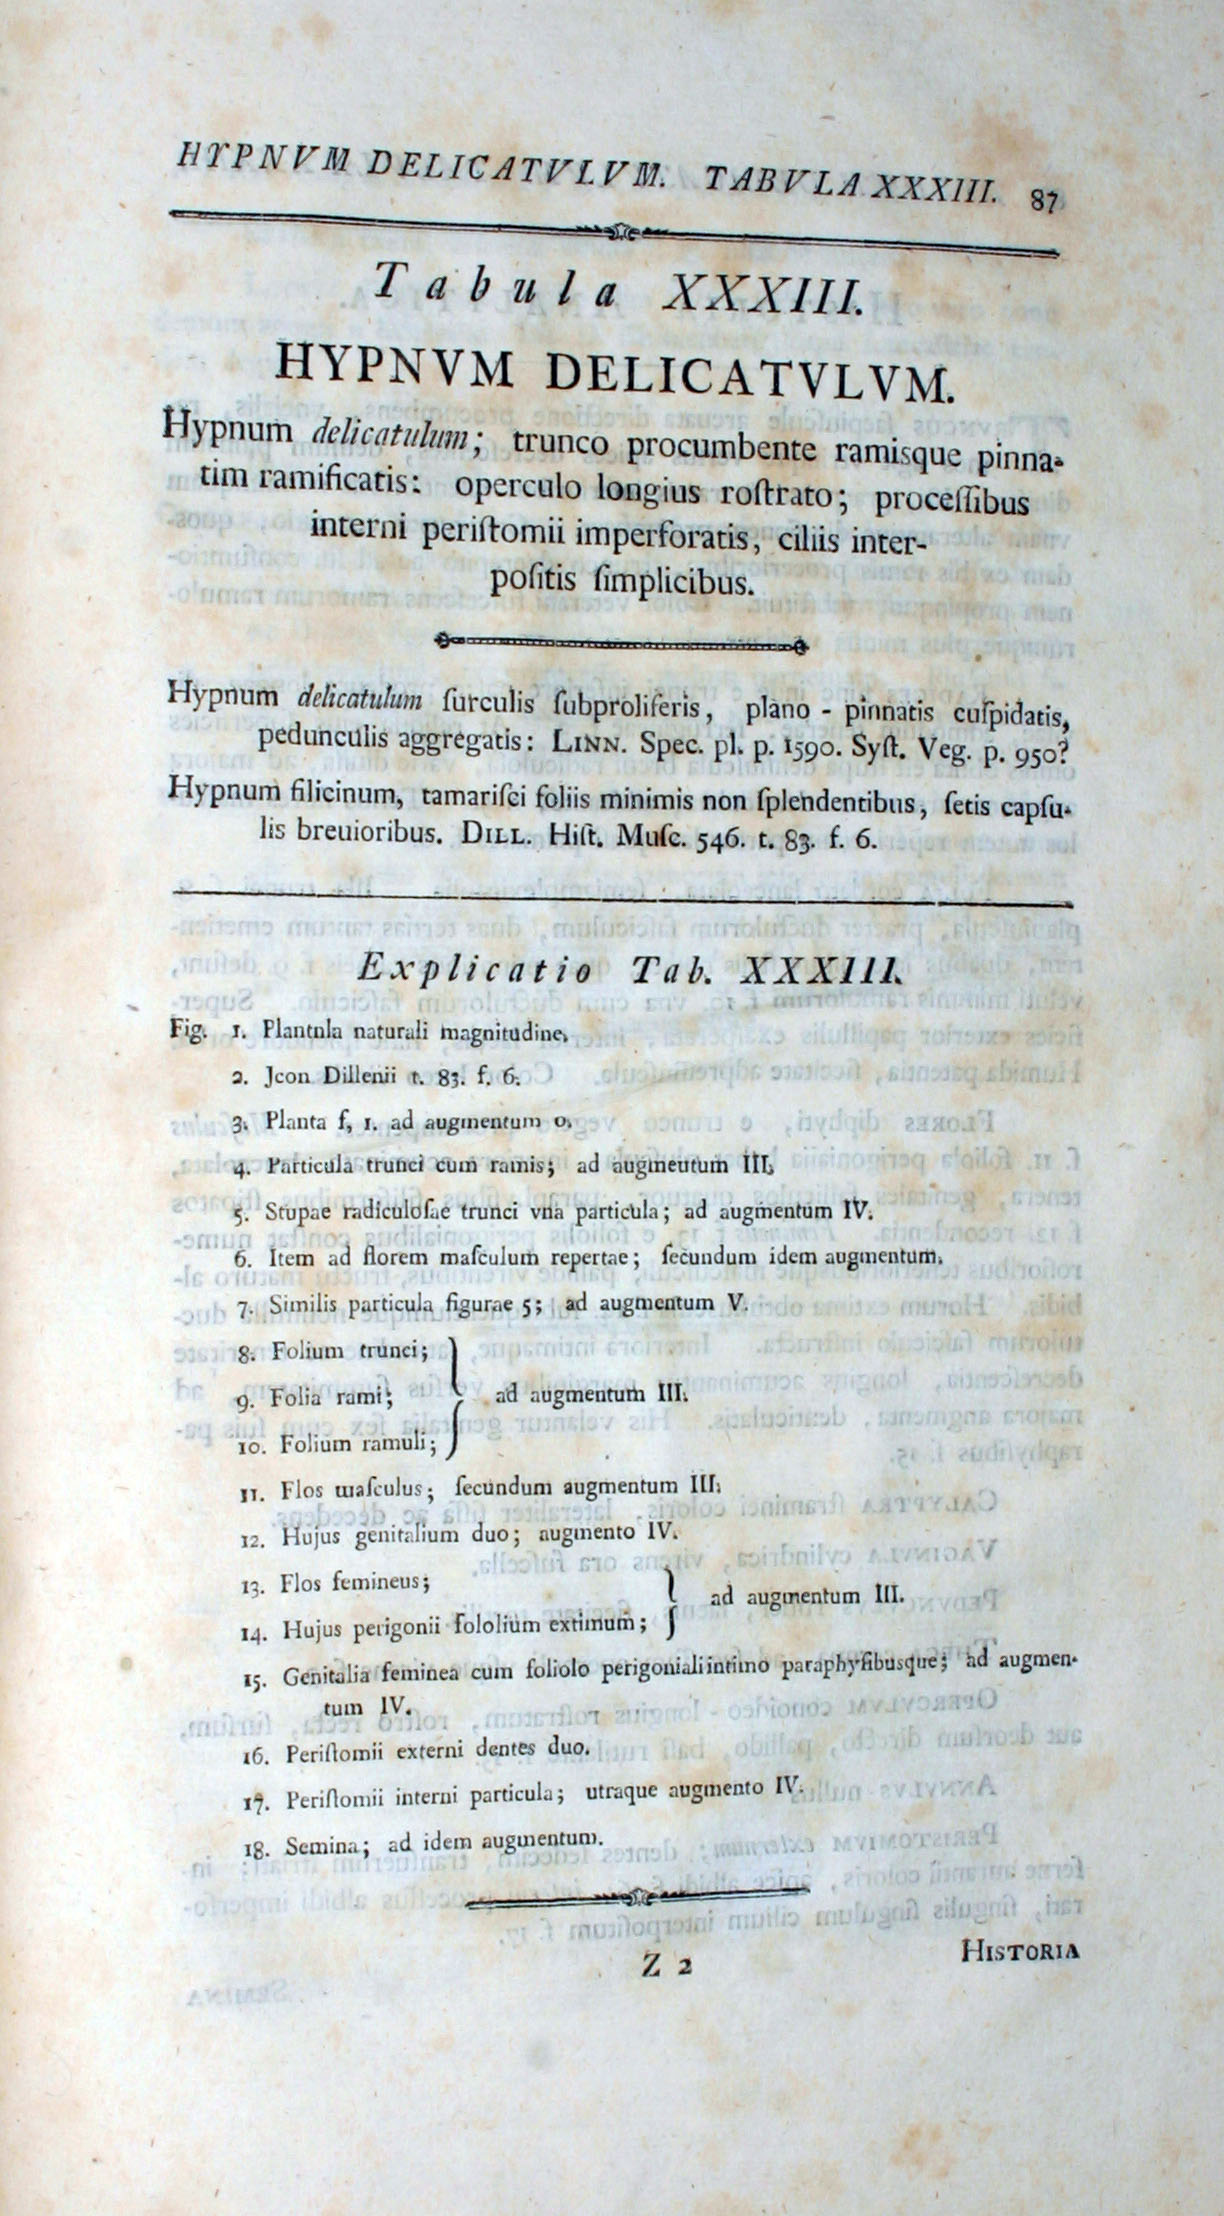 HYPNVM DELICATVLVM. TABVLA XXXIII. 87
Tabula XXXIII.
HYPNVM DELICATVLVM.
Hypnum delicatulum; trunco procumbente ramisque pinna-
tim ramificatis: operculo longius roſtrato; proceſſibus
interni periſtomii imperforatis, ciliis inter-
poſitis ſimplicibus.
Hypnum delicatulum ſurculis ſubproliferis, plano - pinnatis cuſpidatis,
pedunculis aggregatis: LINN. Spec. pl. p. 1590. Syſt. Veg. p. 950?
Hypnum filicinum, tamariſci foliis minimis non ſplendentibus, ſetis capſu-
lis breuioribus. DILL. Hiſt. Muſc. 546. t. 83. f. 6.
Explicatio Tab. XXXIII.
Fig. 1. Plantula naturali magnitudine.
2. Jcon Dillenii t. 83. f. 6.
3. Planta f, 1. ad augmentum 0.
4. Particula trunci cum ramis; ad augmentum III.
5. Stupae radiculoſae trunci vna particula; ad augmentum IV.
6. Item ad florem maſculum repertae; ſecundum idem augmentum.
7. Similis particula figurae 5; ad augmentum V.
8. Folium trunci;
9. Folia rami; ad augmentum III.
10. Folium ramuli;
11. Flos maſculus; ſecundum augmentum III.
12. Hujus genitalium duo; augmento IV.
13. Flos femineus; ad augmentum III.
14. Hujus perigonii fololium extimum;
15. Genitalia feminea cum foliolo perigoniali intimo paraphyſibusque; ad augmen-
tum IV.
16. Periſtomii externi dentes duo.
17. Periſtomii interni particula; utraque augmento IV.
18. Semina; ad idem augmentum.
Z 2
HISTORIA